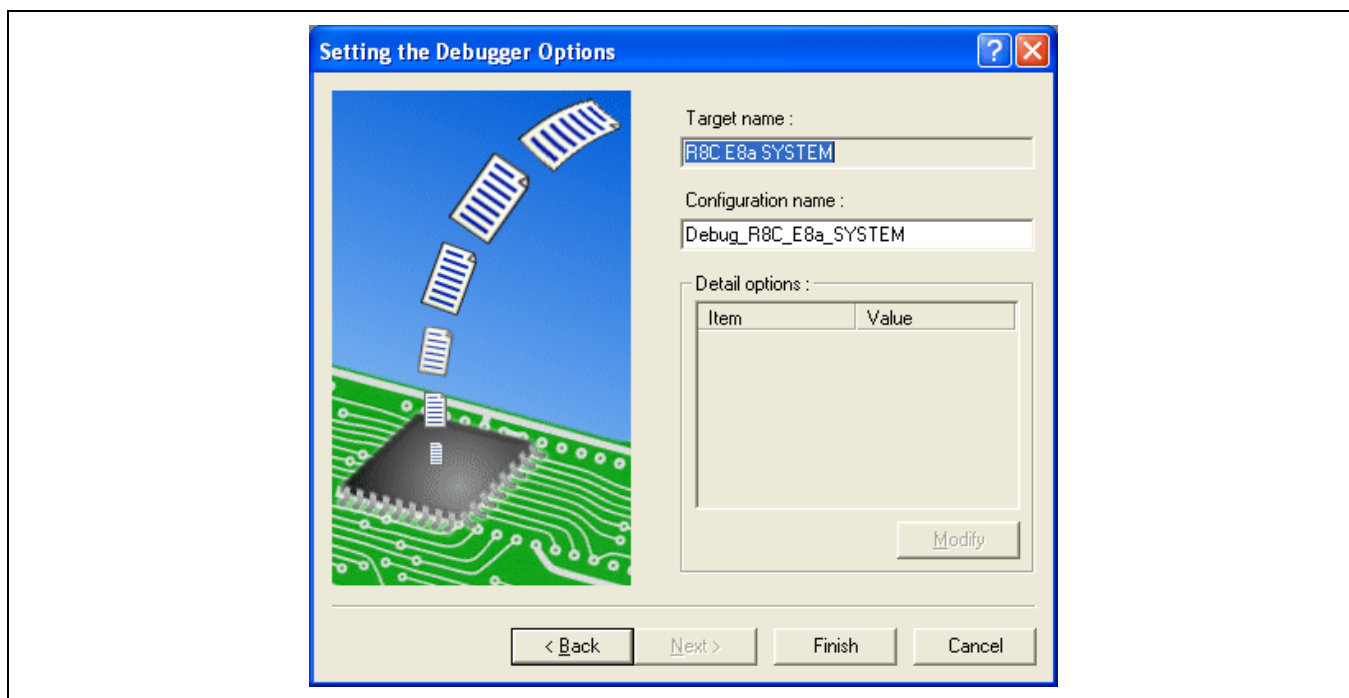 Setting the Debugger Options
Target name :
R8C E8a SYSTEM
Configuration name :
Debug_R8C_E8a_SYSTEM
Detail options :
Item Value
Modify
< Back Next > Finish Cancel